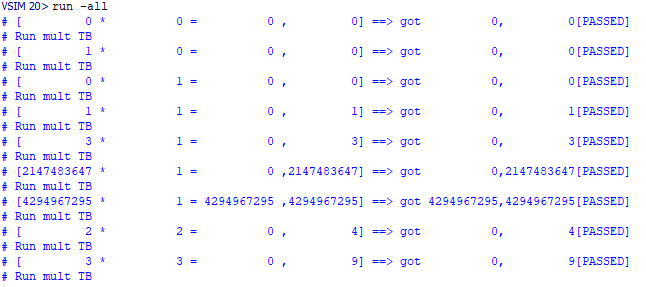 VSIM 20> run -all
# [         0 *          0 =          0 ,         0] ==> got          0,         0[PASSED]
# Run mult TB
# [         1 *          0 =          0 ,         0] ==> got          0,         0[PASSED]
# Run mult TB
# [         0 *          1 =          0 ,         0] ==> got          0,         0[PASSED]
# Run mult TB
# [         1 *          1 =          0 ,         1] ==> got          0,         1[PASSED]
# Run mult TB
# [         3 *          1 =          0 ,         3] ==> got          0,         3[PASSED]
# Run mult TB
# [2147483647 *          1 =          0 ,2147483647] ==> got          0,2147483647[PASSED]
# Run mult TB
# [4294967295 *          1 = 4294967295 ,4294967295] ==> got 4294967295,4294967295[PASSED]
# Run mult TB
# [         2 *          2 =          0 ,         4] ==> got          0,         4[PASSED]
# Run mult TB
# [         3 *          3 =          0 ,         9] ==> got          0,         9[PASSED]
# Run mult TB